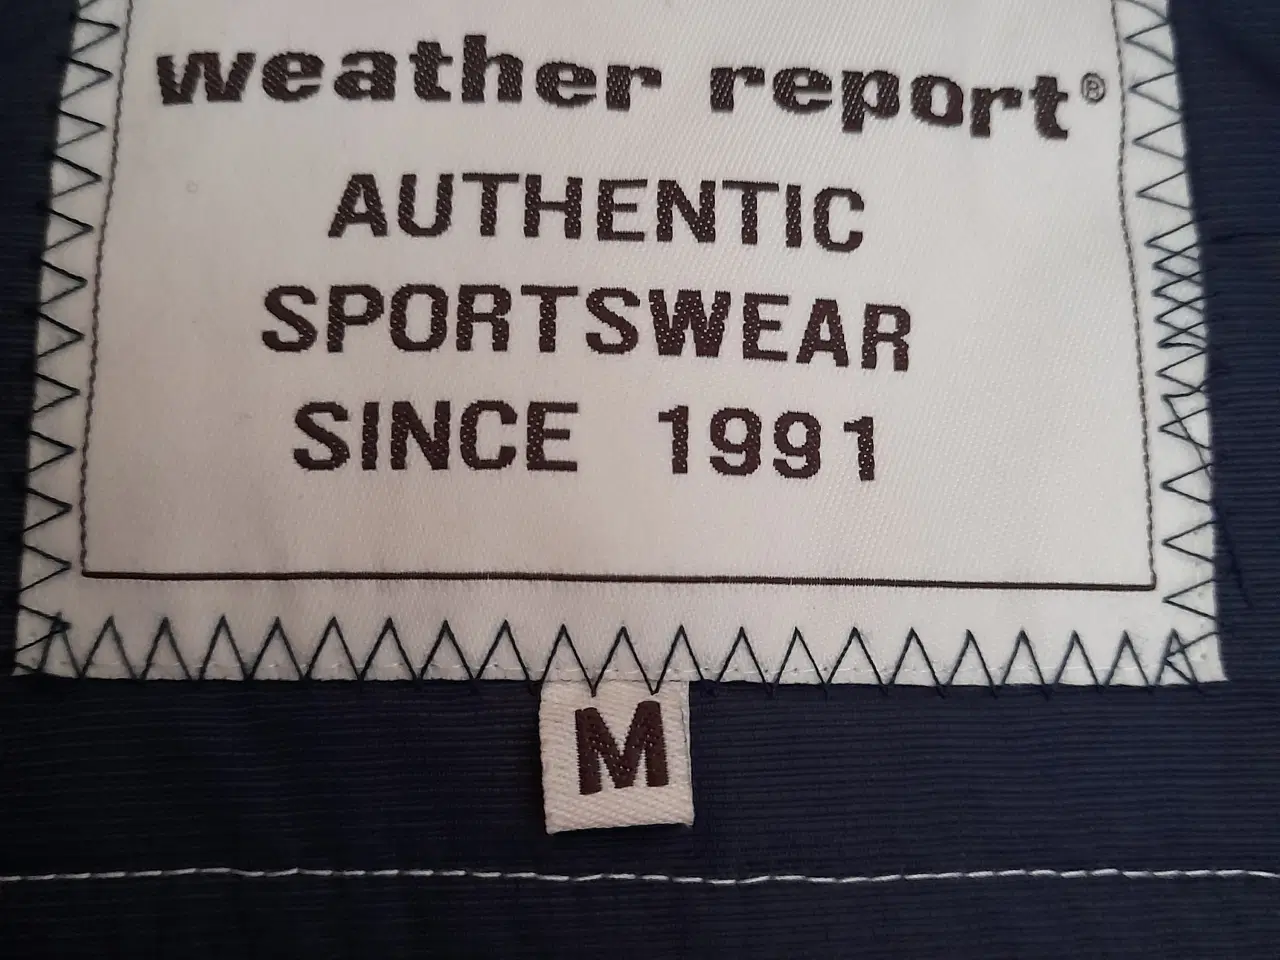 weather report®
AUTHENTIC
SPORTSWEAR
SINCE 1991
M